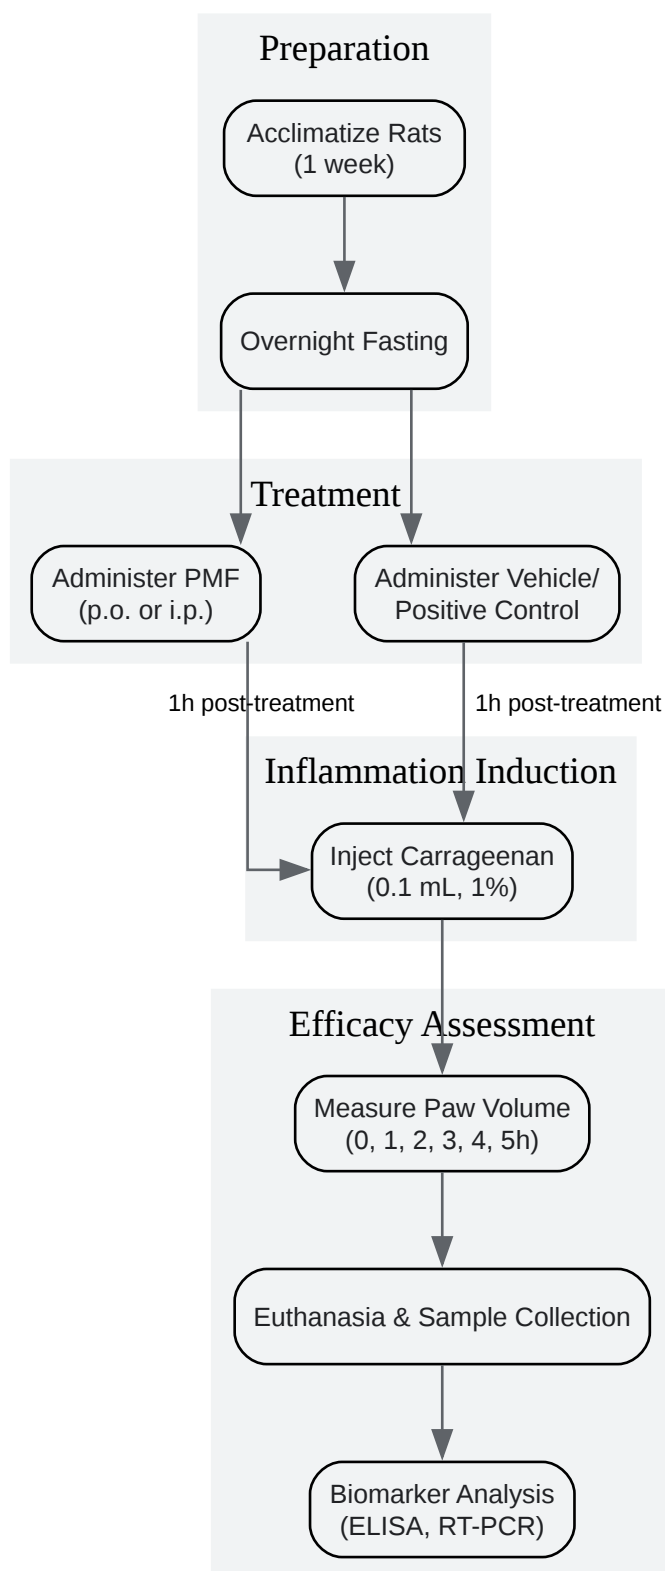 Preparation
Acclimatize Rats
(1 week)
Overnight Fasting
Treatment
Administer PMF
(p.o. or i.p.)
Administer Vehicle/
Positive Control
1h post-treatment
1h post-treatment
Inflammation Induction
Inject Carrageenan
(0.1 mL, 1%)
Efficacy Assessment
Measure Paw Volume
(0, 1, 2, 3, 4, 5h)
Euthanasia & Sample Collection
Biomarker Analysis
(ELISA, RT-PCR)